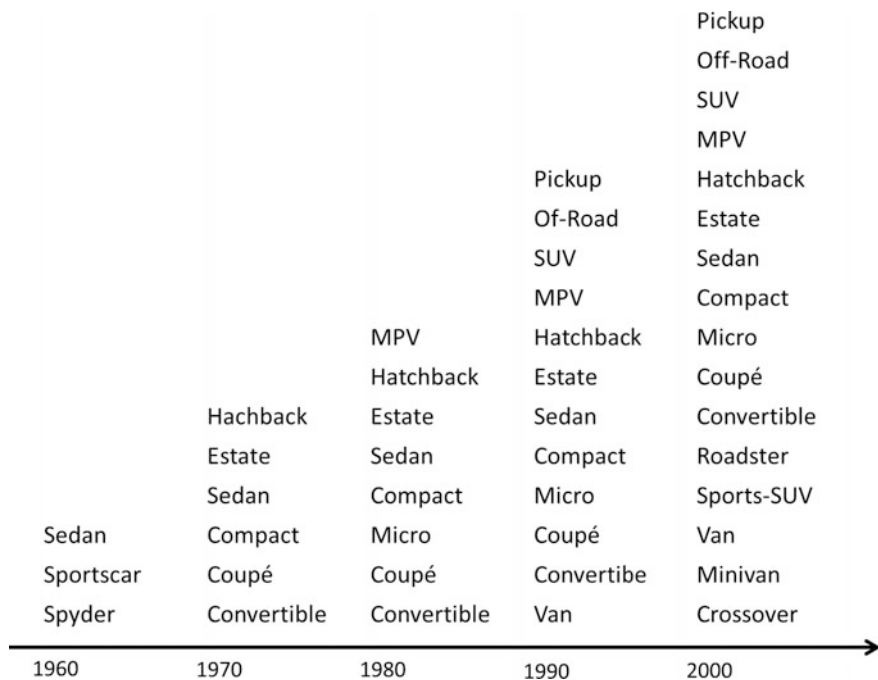 Pickup
Off-Road
SUV
MPV
Pickup Hatchback
Of-Road Estate
SUV Sedan
MPV Compact
MPV Hatchback Micro
Hatchback Estate Coupé
Hachback Estate Sedan Convertible
Estate Sedan Compact Roadster
Sedan Compact Micro Sports-SUV
Sedan Compact Micro Coupé Van
Sportscar Coupé Coupé Convertibe Minivan
Spyder Convertible Convertible Van Crossover
1960 1970 1980 1990 2000